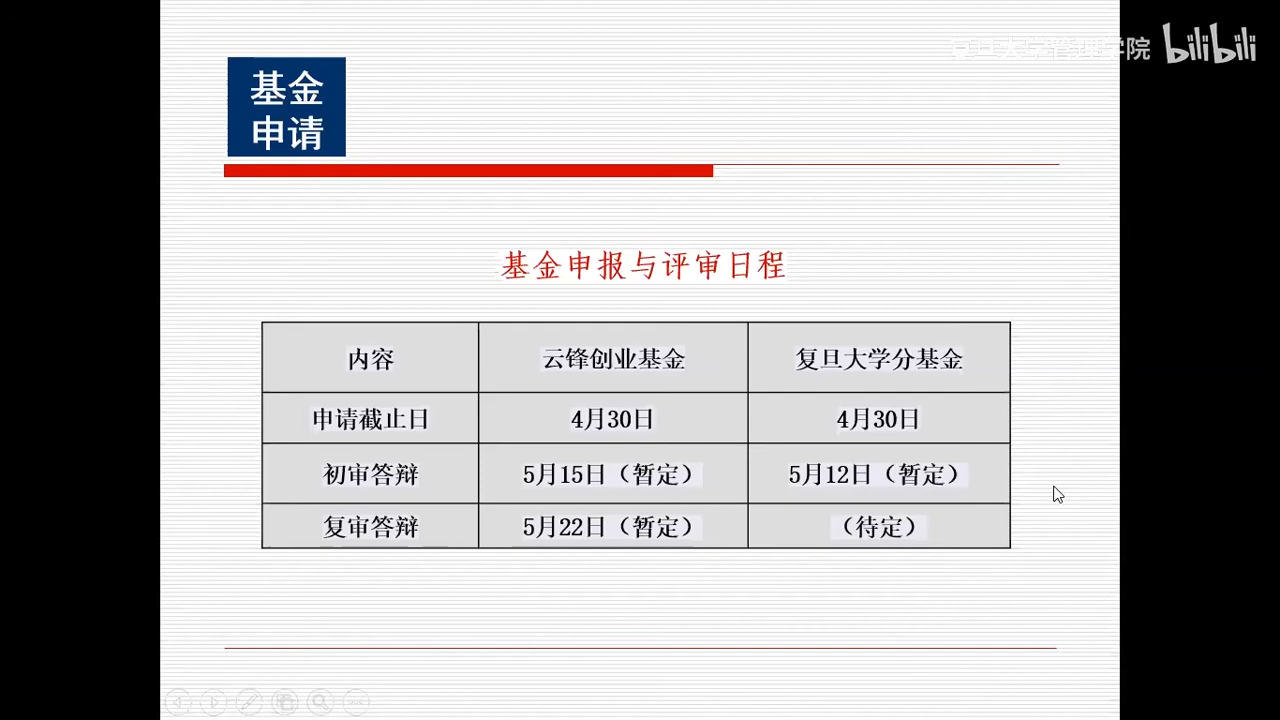 复旦大学管理学院 bilibili
基金
申请
基金申报与评审日程
内容 云锋创业基金 复旦大学分基金
申请截止日 4月30日 4月30日
初审答辩 5月15日（暂定） 5月12日（暂定）
复审答辩 5月22日（暂定） （待定）